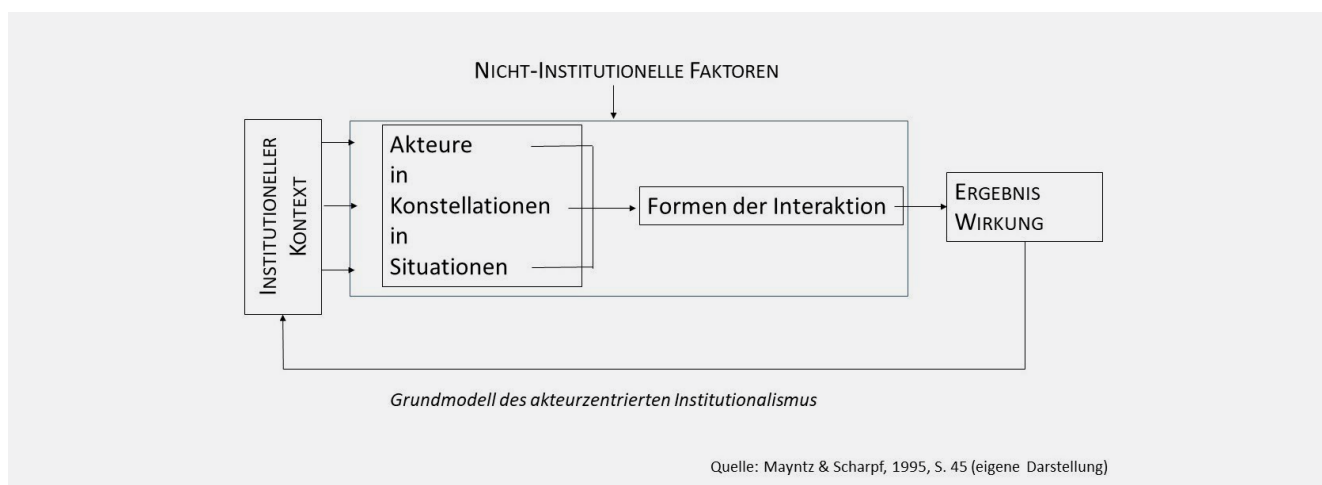 NICHT-INSTITUTIONELLE FAKTOREN
INSTITUTIONELLER
KONTEXT
Akteure
in
Konstellationen
in
Situationen
Formen der Interaktion
ERGEBNIS
WIRKUNG
Grundmodell des akteurzentrierten Institutionalismus
Quelle: Mayntz & Scharpf, 1995, S. 45 (eigene Darstellung)